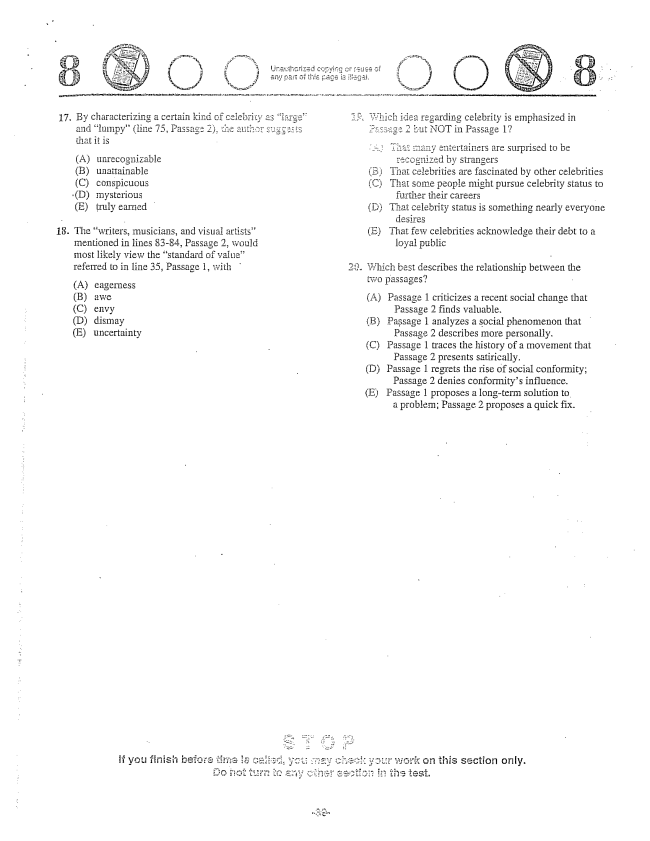 8
Unauthorized copying or reuse of
any part of this page is illegal.
8
17. By characterizing a certain kind of celebrity as "large"
and "lumpy" (line 75, Passage 2), the author suggests
that it is
(A) unrecognizable
(B) unattainable
(C) conspicuous
(D) mysterious
(E) truly earned
18. The "writers, musicians, and visual artists"
mentioned in lines 83-84, Passage 2, would
most likely view the "standard of value"
referred to in line 35, Passage 1, with
(A) eagerness
(B) awe
(C) envy
(D) dismay
(E) uncertainty
19. Which idea regarding celebrity is emphasized in
Passage 2 but NOT in Passage 1?
(A) That many entertainers are surprised to be
recognized by strangers
(B) That celebrities are fascinated by other celebrities
(C) That some people might pursue celebrity status to
further their careers
(D) That celebrity status is something nearly everyone
desires
(E) That few celebrities acknowledge their debt to a
loyal public
20. Which best describes the relationship between the
two passages?
(A) Passage 1 criticizes a recent social change that
Passage 2 finds valuable.
(B) Passage 1 analyzes a social phenomenon that
Passage 2 describes more personally.
(C) Passage 1 traces the history of a movement that
Passage 2 presents satirically.
(D) Passage 1 regrets the rise of social conformity;
Passage 2 denies conformity's influence.
(E) Passage 1 proposes a long-term solution to
a problem; Passage 2 proposes a quick fix.
STOP
If you finish before time is called, you may check your work on this section only.
Do not turn to any other section in the test.